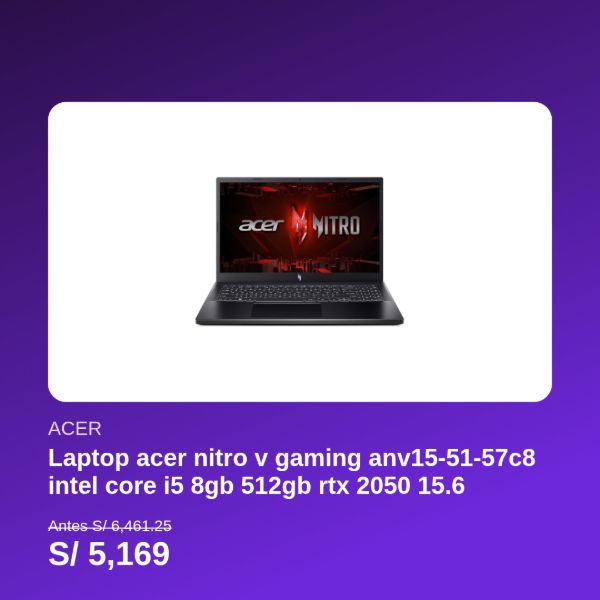 acer NITRO
ACER
Laptop acer nitro v gaming anv15-51-57c8
intel core i5 8gb 512gb rtx 2050 15.6
Antes S/ 6,461.25
S/ 5,169